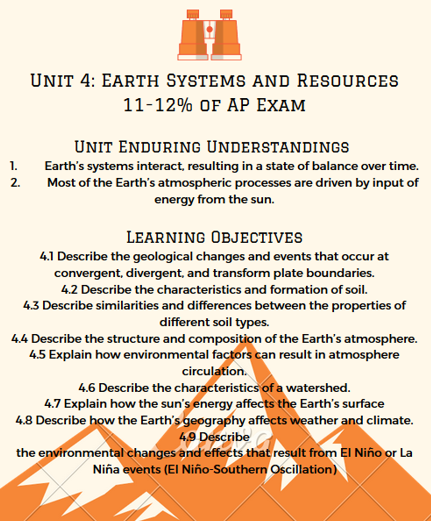 Unit 4: Earth Systems and Resources
11-12% of AP Exam
Unit Enduring Understandings
1. Earth's systems interact, resulting in a state of balance over time.
2. Most of the Earth's atmospheric processes are driven by input of
energy from the sun.
Learning Objectives
4.1 Describe the geological changes and events that occur at
convergent, divergent, and transform plate boundaries.
4.2 Describe the characteristics and formation of soil.
4.3 Describe similarities and differences between the properties of
different soil types.
4.4 Describe the structure and composition of the Earth's atmosphere.
4.5 Explain how environmental factors can result in atmosphere
circulation.
4.6 Describe the characteristics of a watershed.
4.7 Explain how the sun's energy affects the Earth's surface
4.8 Describe how the Earth's geography affects weather and climate.
4.9 Describe
the environmental changes and effects that result from El Niño or La
Niña events (El Niño-Southern Oscillation)